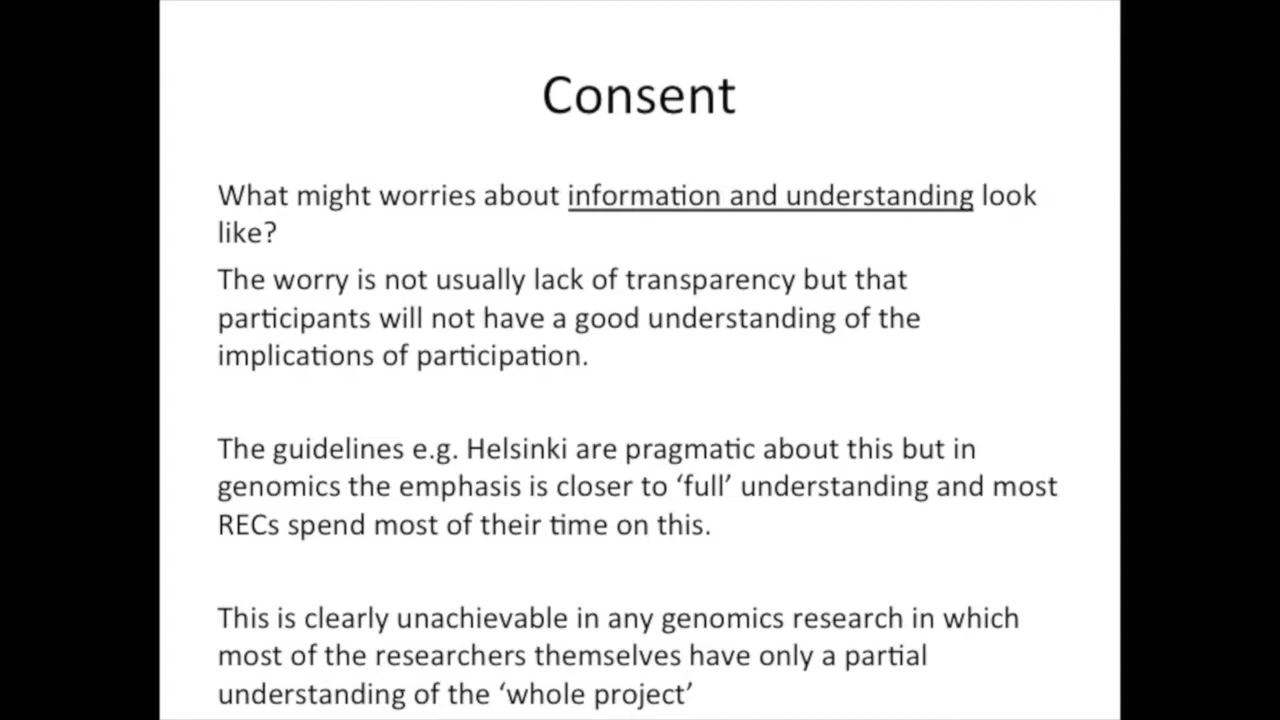 Consent
What might worries about information and understanding look
like?
The worry is not usually lack of transparency but that
participants will not have a good understanding of the
implications of participation.
The guidelines e.g. Helsinki are pragmatic about this but in
genomics the emphasis is closer to ‘full’ understanding and most
RECs spend most of their time on this.
This is clearly unachievable in any genomics research in which
most of the researchers themselves have only a partial
understanding of the ‘whole project’